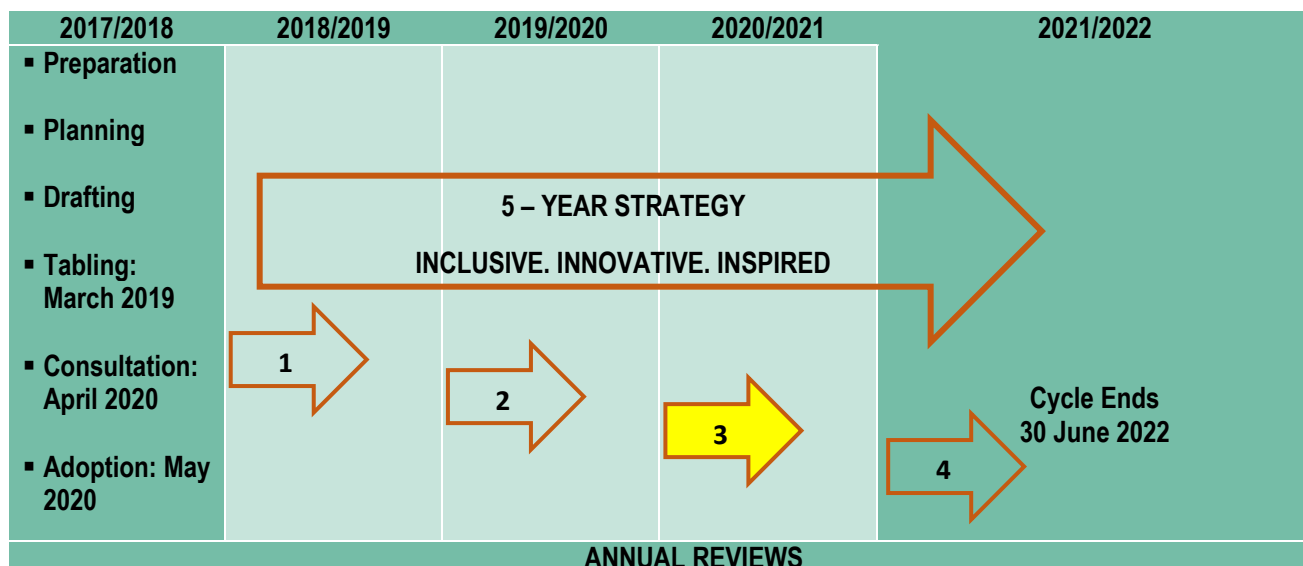 2017/2018 2018/2019 2019/2020 2020/2021 2021/2022
▪ Preparation
▪ Planning
▪ Drafting
▪ Tabling:
March 2019
▪ Consultation:
April 2020
▪ Adoption: May
2020
5 – YEAR STRATEGY
INCLUSIVE. INNOVATIVE. INSPIRED
1
2
3
4
Cycle Ends
30 June 2022
ANNUAL REVIEWS